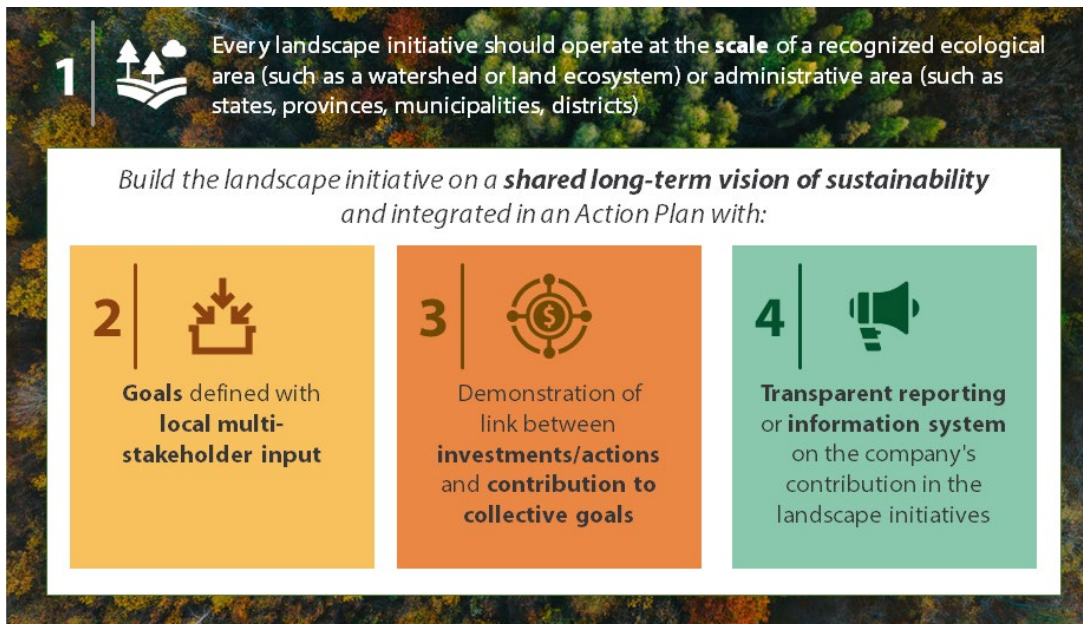 1
Every landscape initiative should operate at the scale of a recognized ecological
area (such as a watershed or land ecosystem) or administrative area (such as
states, provinces, municipalities, districts)
Build the landscape initiative on a shared long-term vision of sustainability
and integrated in an Action Plan with:
2
Goals defined with
local multi-
stakeholder input
3
$
Demonstration of
link between
investments/actions
and contribution to
collective goals
4
Transparent reporting
or information system
on the company's
contribution in the
landscape initiatives